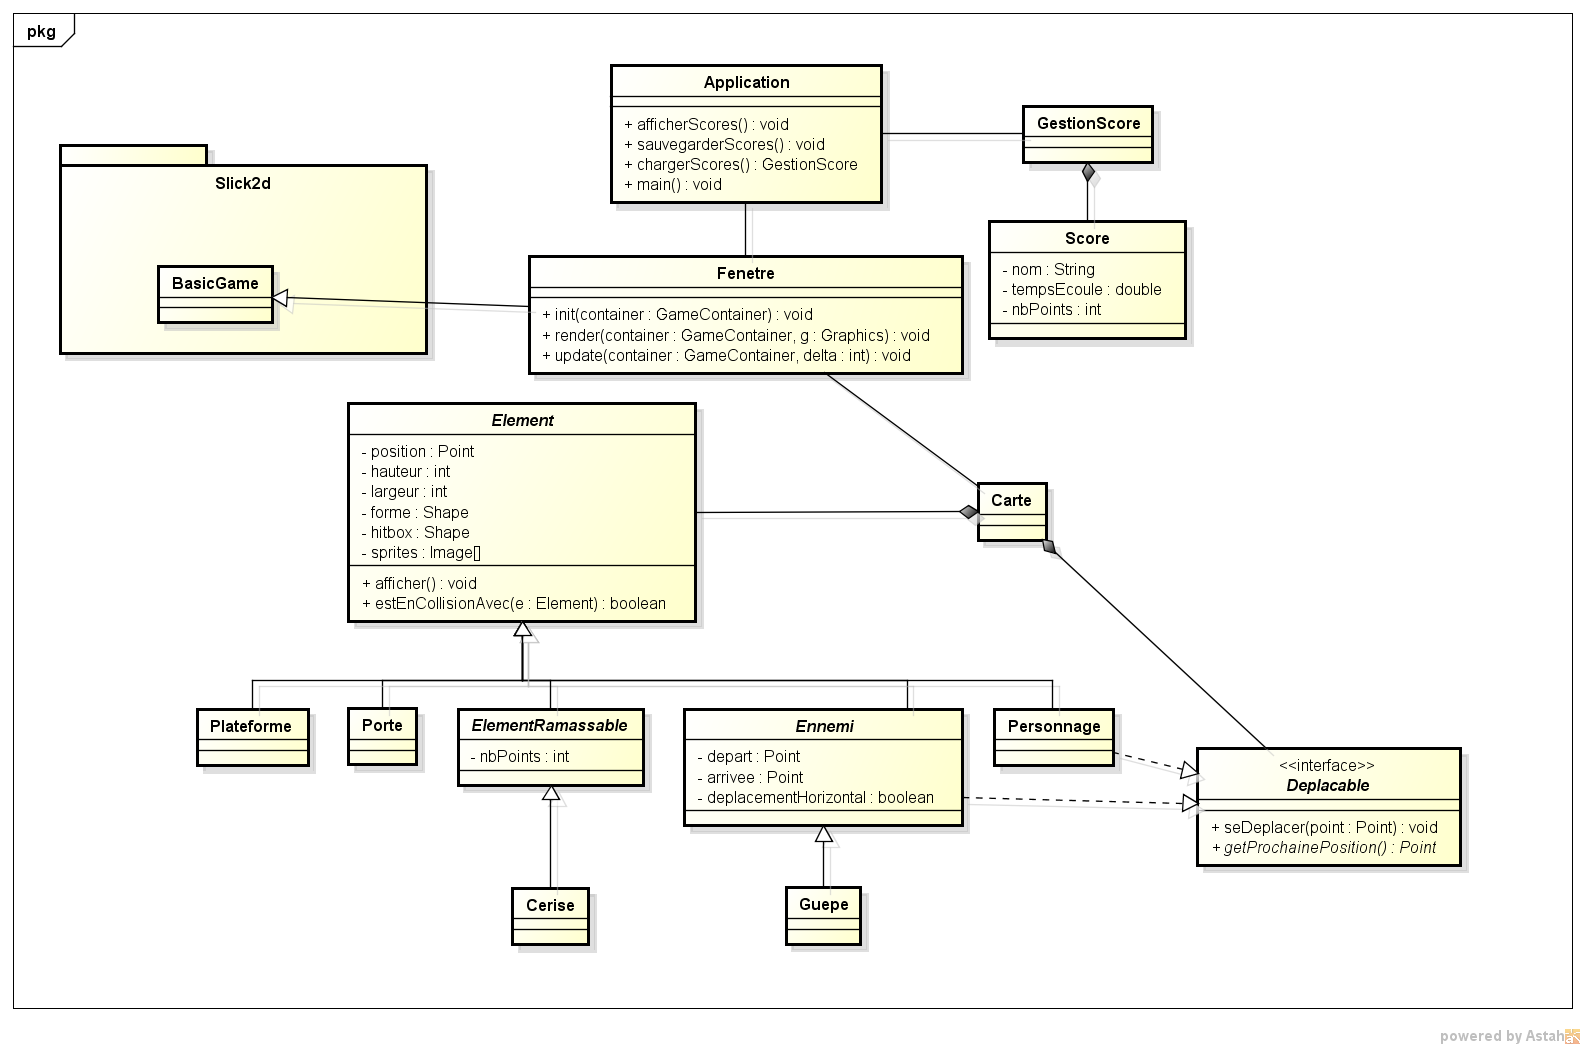 pkg
Application
+ afficherScores() : void
+ sauvegarderScores() : void
+ chargerScores() : GestionScore
+ main() : void
GestionScore
Slick2d
BasicGame
Score
- nom : String
- tempsEcoule : double
- nbPoints : int
Fenetre
+ init(container : GameContainer) : void
+ render(container : GameContainer, g : Graphics) : void
+ update(container : GameContainer, delta : int) : void
Element
- position : Point
- hauteur : int
- largeur : int
- forme : Shape
- hitbox : Shape
- sprites : Image[]
+ afficher() : void
+ estEnCollisionAvec(e : Element) : boolean
Carte
Plateforme
Porte
ElementRamassable
- nbPoints : int
Ennemi
- depart : Point
- arrivee : Point
- deplacementHorizontal : boolean
Personnage
<<interface>>
Deplacable
+ seDeplacer(point : Point) : void
+ getProchainePosition() : Point
Cerise
Guepe
powered by Astah